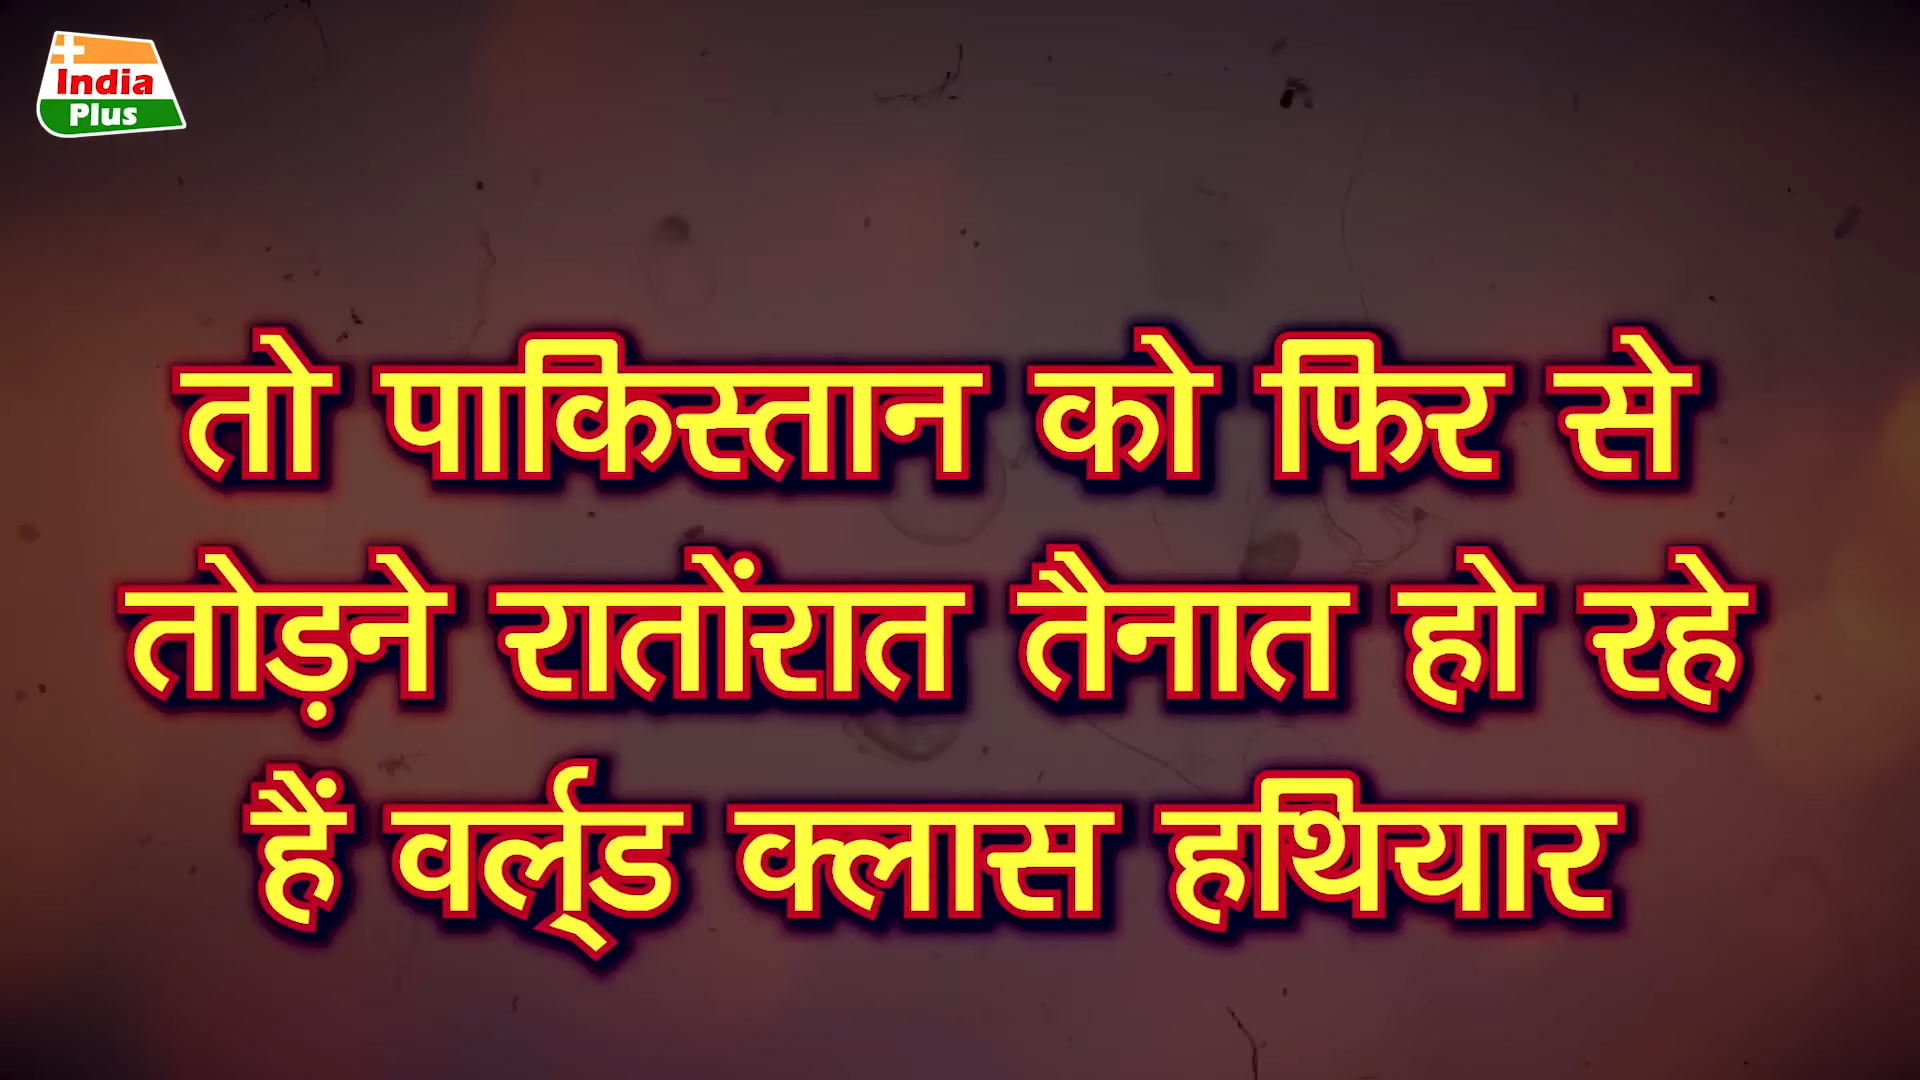 India
Plus
तो पाकिस्तान को फिर से
तोड़ने रातोंरात तैनात हो रहे
हैं वर्ल्ड क्लास हथियार